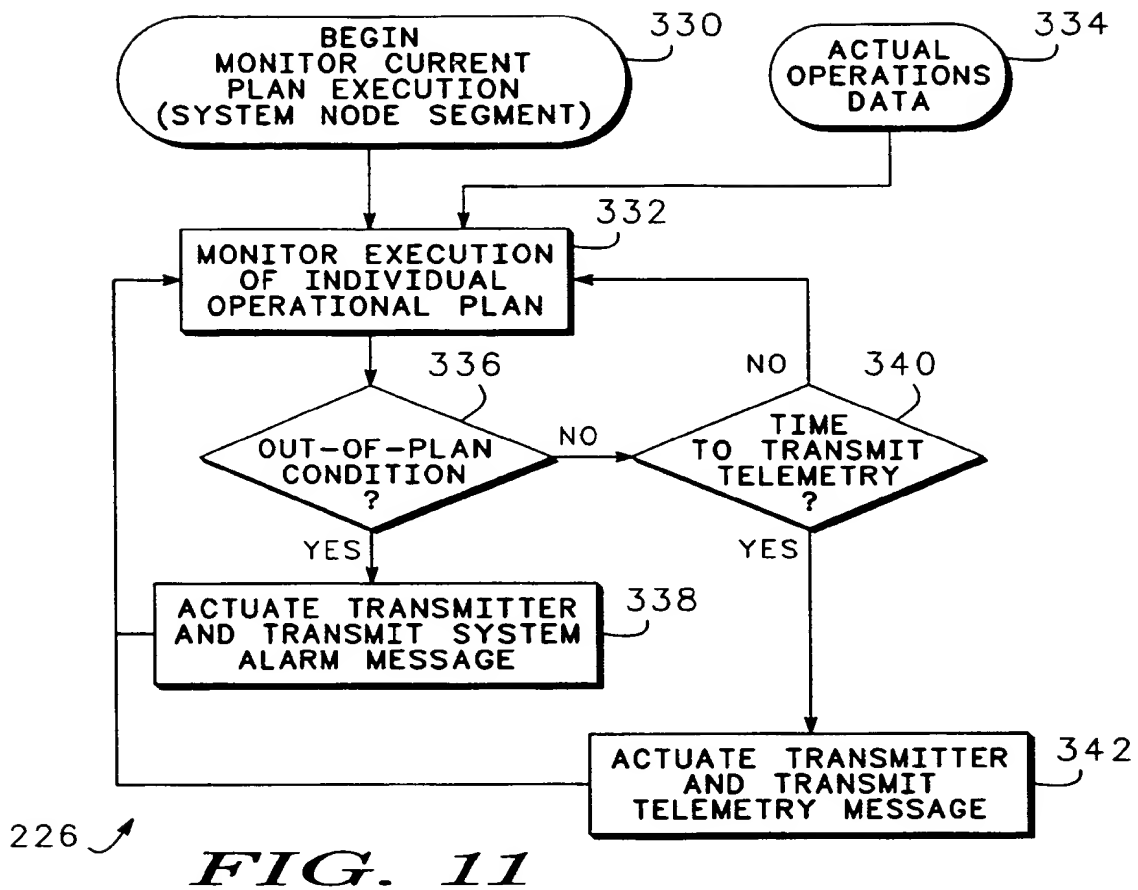 BEGIN
MONITOR CURRENT
PLAN EXECUTION
(SYSTEM NODE SEGMENT)
330
ACTUAL
OPERATIONS
DATA
334
MONITOR EXECUTION
OF INDIVIDUAL
OPERATIONAL PLAN
332
OUT-OF-PLAN
CONDITION
?
336
NO
YES
TIME
TO TRANSMIT
TELEMETRY
?
340
NO
YES
ACTUATE TRANSMITTER
AND TRANSMIT SYSTEM
ALARM MESSAGE
338
ACTUATE TRANSMITTER
AND TRANSMIT
TELEMETRY MESSAGE
342
226
FIG. 11